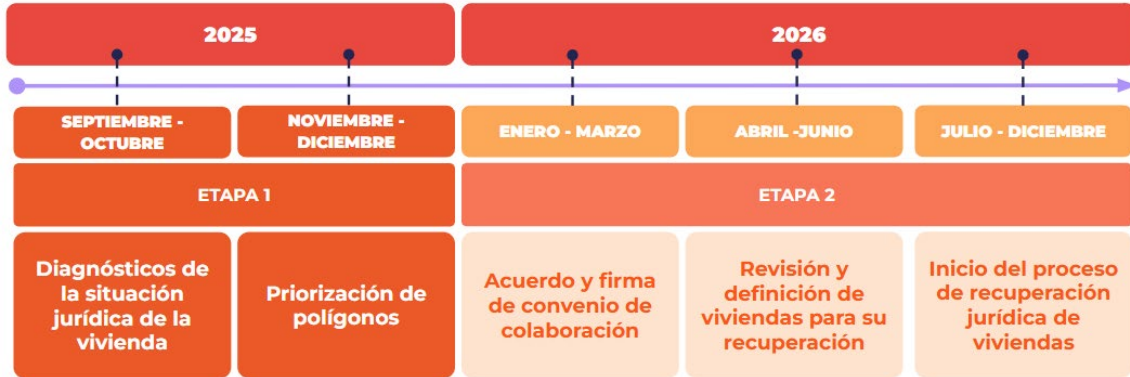 2025
2026
SEPTIEMBRE -
OCTUBRE
NOVIEMBRE -
DICIEMBRE
ENERO - MARZO
ABRIL -JUNIO
JULIO - DICIEMBRE
ETAPA 1
ETAPA 2
Diagnósticos de
la situación
jurídica de la
vivienda
Priorización de
polígonos
Acuerdo y firma
de convenio de
colaboración
Revisión y
definición de
viviendas para su
recuperación
Inicio del proceso
de recuperación
jurídica de
viviendas